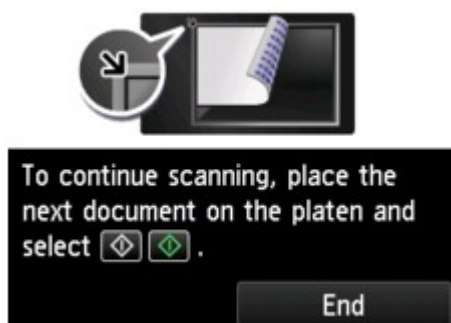 To continue scanning, place the
next document on the platen and
select .
End